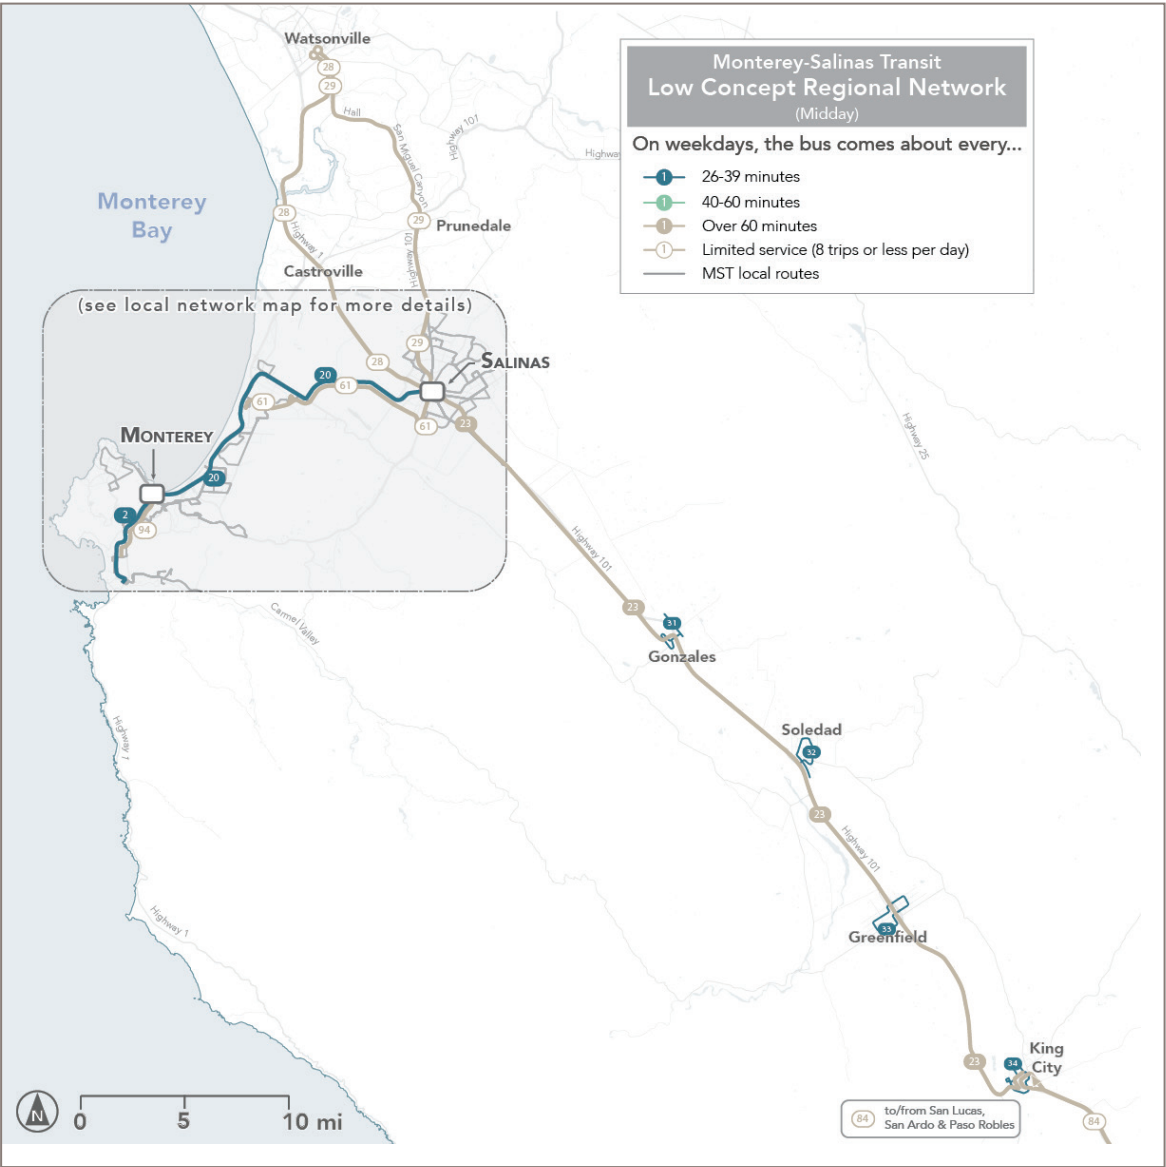 Watsonville
28
29
Hall
San Miguel Canyon
Highway 101
Highway
Monterey-Salinas Transit
Low Concept Regional Network
(Midday)
On weekdays, the bus comes about every...
1 26-39 minutes
1 40-60 minutes
1 Over 60 minutes
1 Limited service (8 trips or less per day)
1 MST local routes
Monterey
Bay
28
Highway 1
29
Prunedale
Highway 101
Castroville
(see local network map for more details)
29
28
SALINAS
20
61
61
61
23
MONTEREY
20
2
94
Highway 25
Highway 101
Carmel Valley
23
31
Gonzales
Highway 1
Soledad
32
23
Highway 101
33
Greenfield
Highway 1
23
34
King
City
84
to/from San Lucas,
San Ardo & Paso Robles
84
N
0 5 10 mi